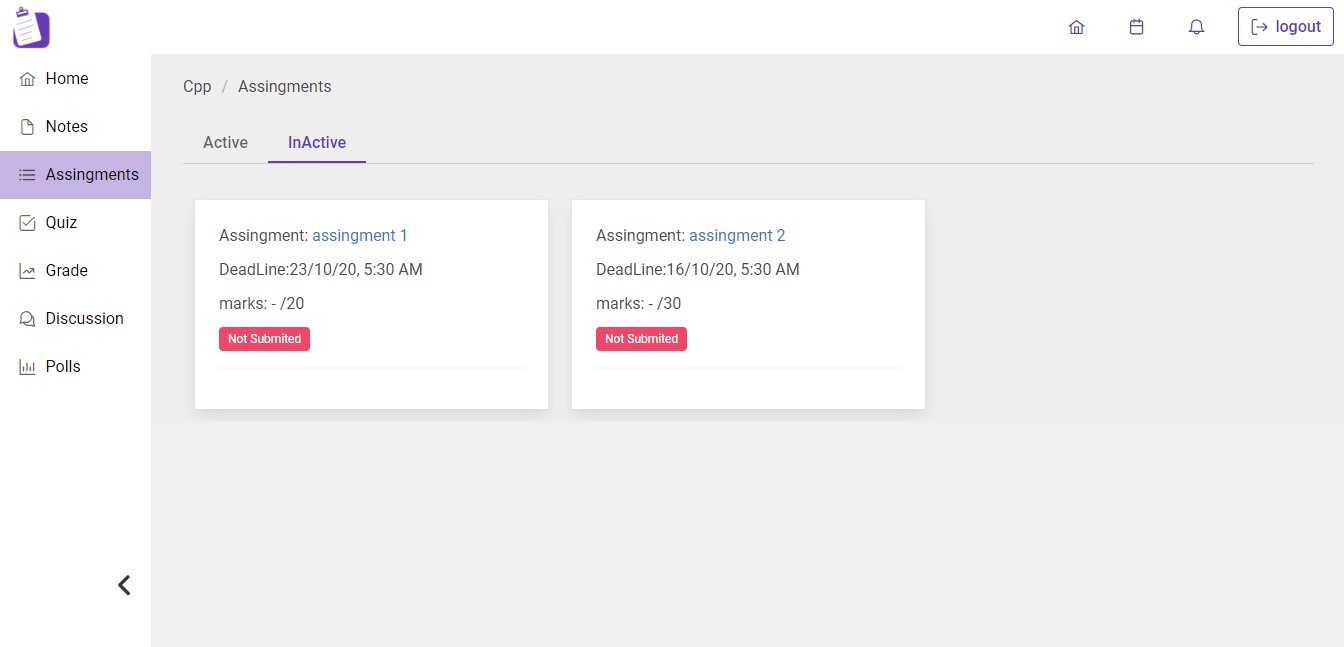 logout
Home
Notes
Assingments
Quiz
Grade
Discussion
Polls
Cpp / Assingments
Active InActive
Assingment: assingment 1
DeadLine:23/10/20, 5:30 AM
marks: - /20
Not Submited
Assingment: assingment 2
DeadLine:16/10/20, 5:30 AM
marks: - /30
Not Submited